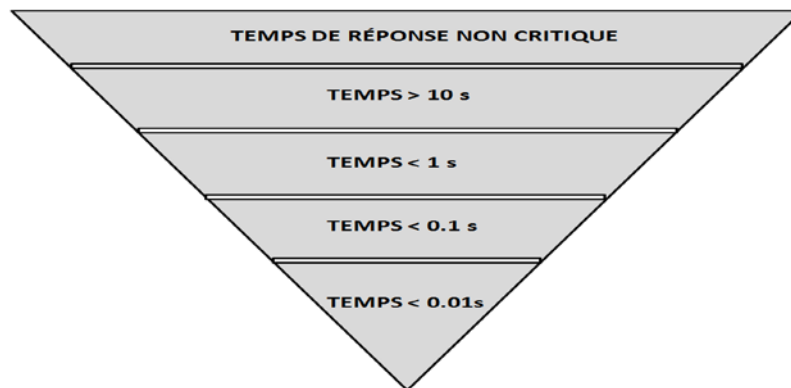 TEMPS DE RÉPONSE NON CRITIQUE
TEMPS > 10 s
TEMPS < 1 s
TEMPS < 0.1 s
TEMPS < 0.01s